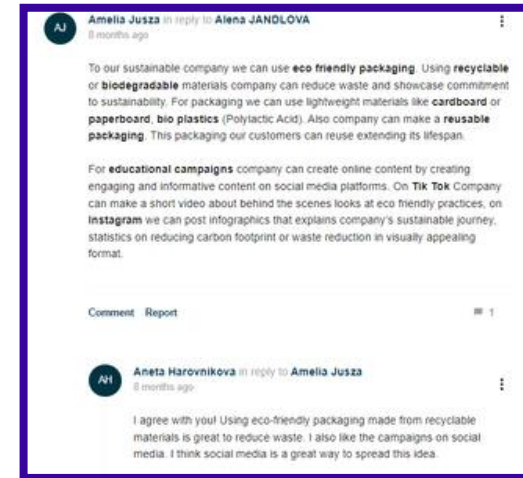 AJ
Amelia Jusza in reply to Alena JANDLOVA
8 months ago
To our sustainable company we can use eco friendly packaging. Using recyclable
or biodegradable materials company can reduce waste and showcase commitment
to sustainability. For packaging we can use lightweight materials like cardboard or
paperboard, bio plastics (Polylactic Acid). Also company can make a reusable
packaging. This packaging our customers can reuse extending its lifespan.
For educational campaigns company can create online content by creating
engaging and informative content on social media platforms. On Tik Tok Company
can make a short video about behind the scenes looks at eco friendly practices, on
Instagram we can post infographics that explains company's sustainable journey,
statistics on reducing carbon footprint or waste reduction in visually appealing
format.
Comment Report 1
AH
Aneta Harovnikova in reply to Amelia Jusza
8 months ago
I agree with you! Using eco-friendly packaging made from recyclable
materials is great to reduce waste. I also like the campaigns on social
media. I think social media is a great way to spread this idea.